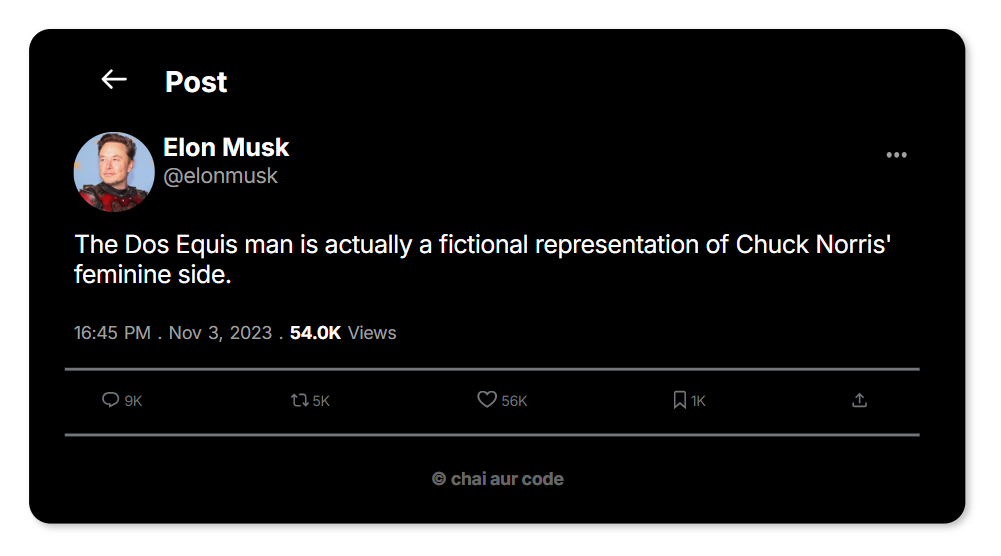 Post
Elon Musk
@elonmusk
The Dos Equis man is actually a fictional representation of Chuck Norris'
feminine side.
16:45 PM . Nov 3, 2023 . 54.0K Views
9K 5K 56K 1K
© chai aur code